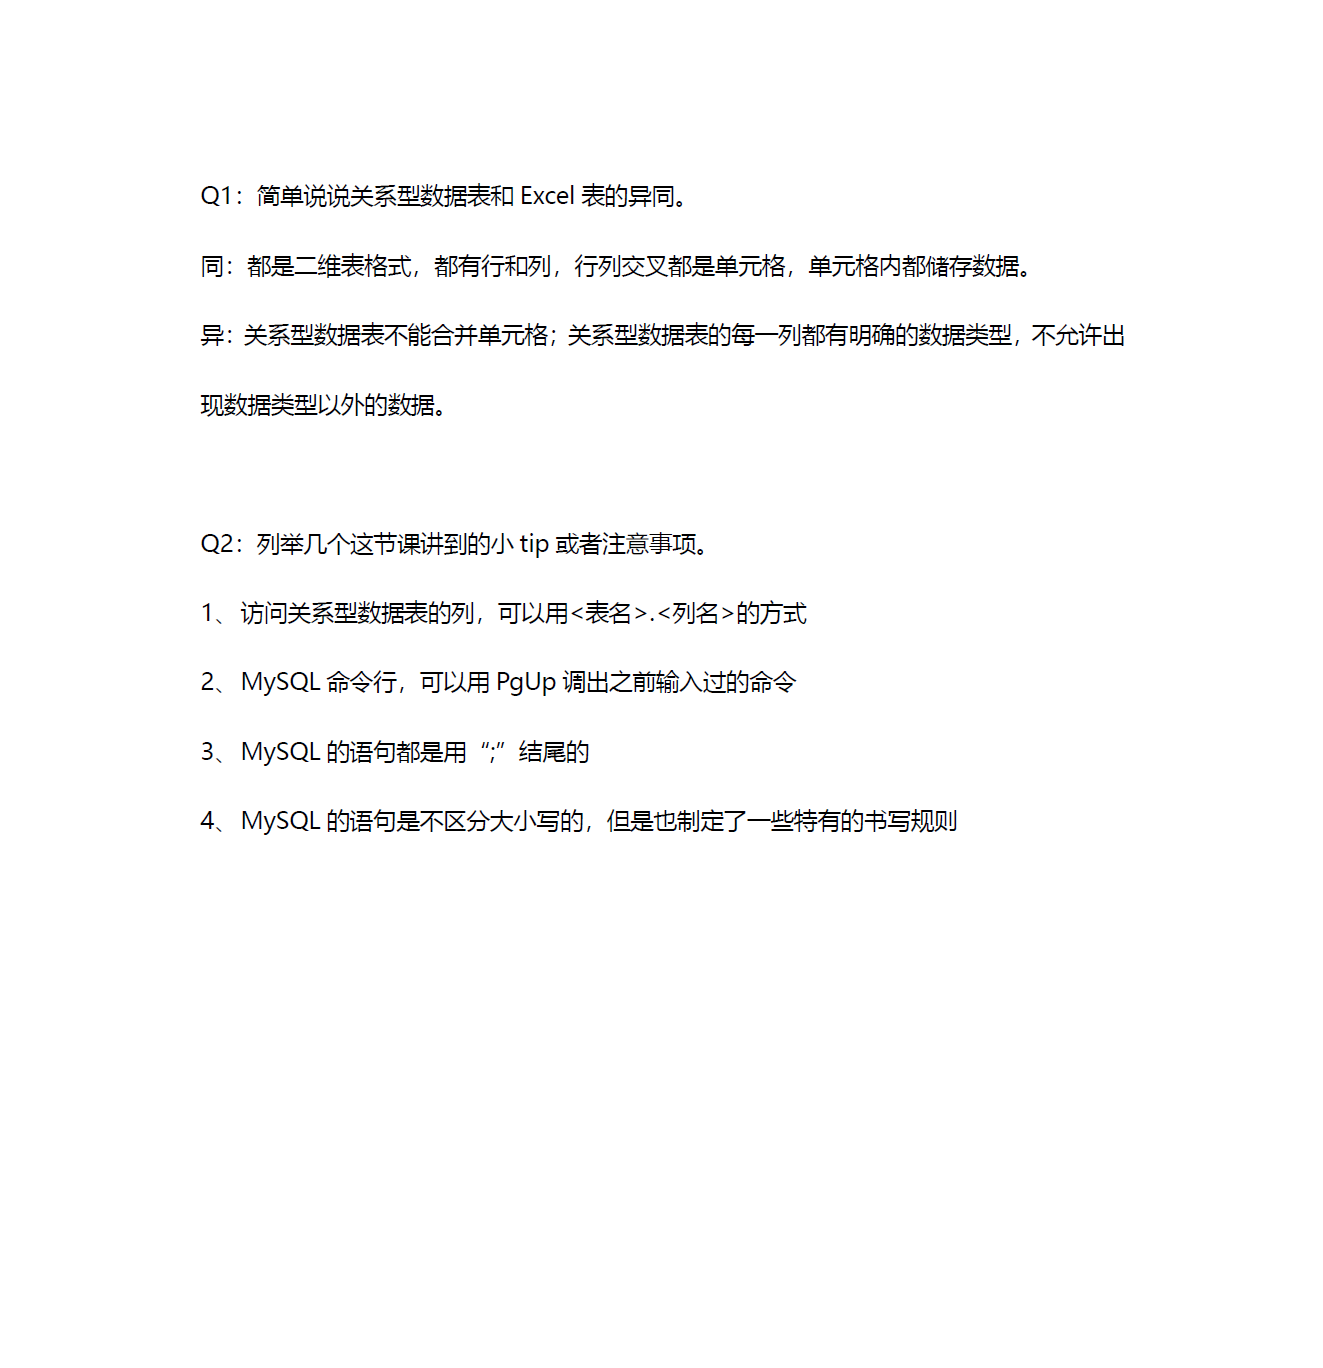 Q1：简单说说关系型数据表和 Excel 表的异同。
同：都是二维表格式，都有行和列，行列交叉都是单元格，单元格内都储存数据。
异：关系型数据表不能合并单元格；关系型数据表的每一列都有明确的数据类型，不允许出
现数据类型以外的数据。
Q2：列举几个这节课讲到的小 tip 或者注意事项。
1、 访问关系型数据表的列，可以用<表名>.<列名>的方式
2、 MySQL 命令行，可以用 PgUp 调出之前输入过的命令
3、 MySQL 的语句都是用“;”结尾的
4、 MySQL 的语句是不区分大小写的，但是也制定了一些特有的书写规则